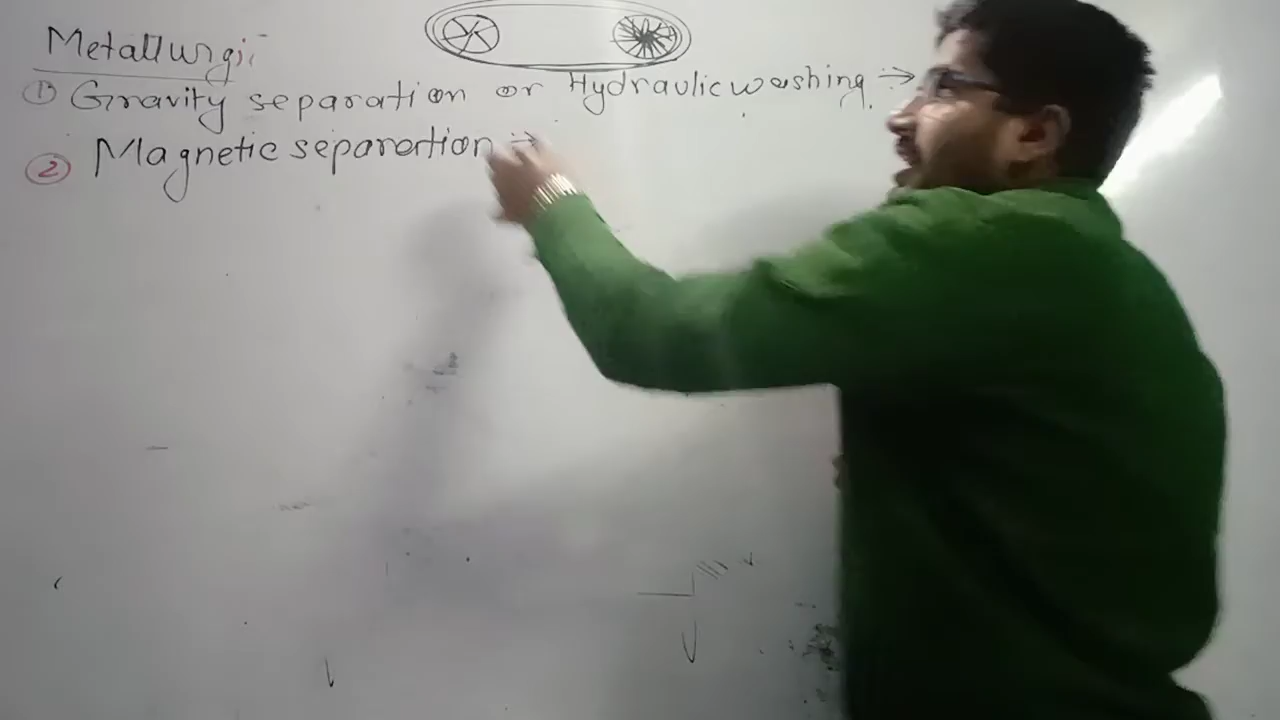 Metallurgi
① Gravity separation or Hydraulic washing :→
② Magnetic separation :→